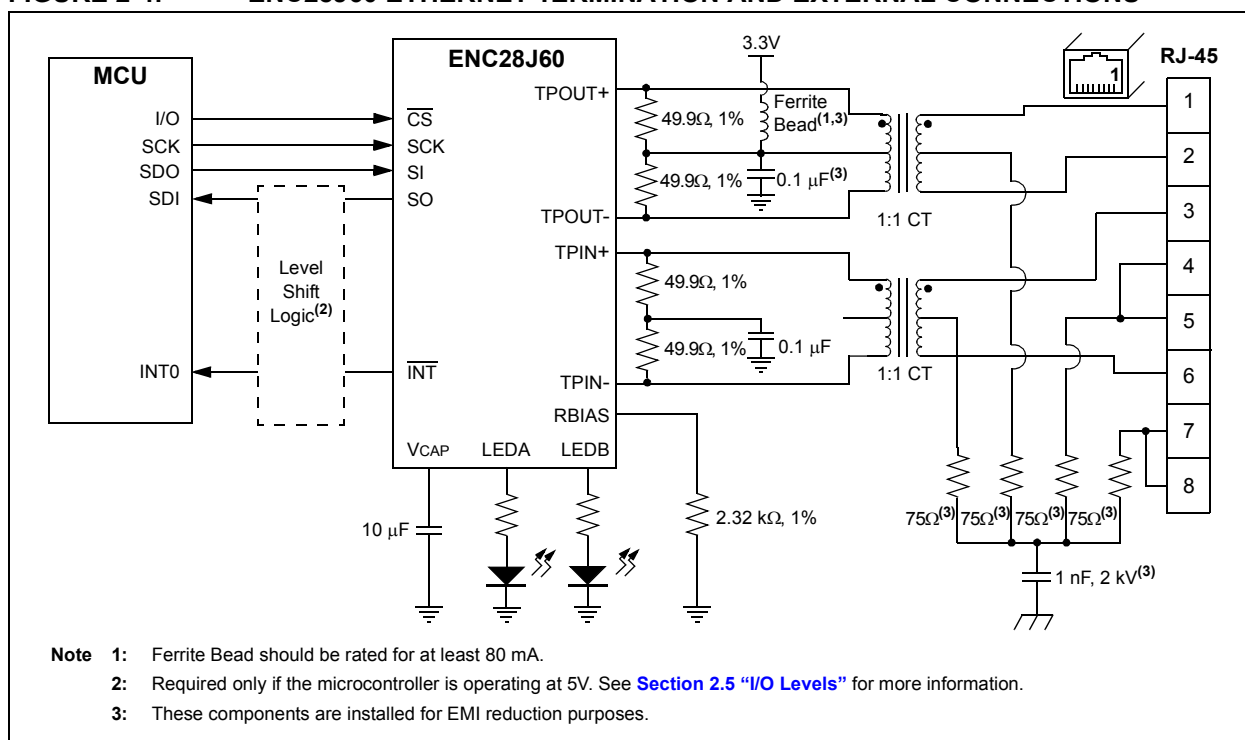 MCU
I/O
SCK
SDO
SDI
INT0
Level
Shift
Logic(2)
ENC28J60
CS
SCK
SI
SO
INT
TPOUT+
TPOUT-
TPIN+
TPIN-
RBIAS
VCAP
LEDA
LEDB
10 μF
2.32 kΩ, 1%
3.3V
Ferrite
Bead(1,3)
49.9Ω, 1%
49.9Ω, 1%
0.1 μF(3)
1:1 CT
49.9Ω, 1%
49.9Ω, 1%
0.1 μF
1:1 CT
1
RJ-45
1
2
3
4
5
6
7
8
75Ω(3) 75Ω(3) 75Ω(3) 75Ω(3)
1 nF, 2 kV(3)
Note 1: Ferrite Bead should be rated for at least 80 mA.
2: Required only if the microcontroller is operating at 5V. See Section 2.5 “I/O Levels” for more information.
3: These components are installed for EMI reduction purposes.